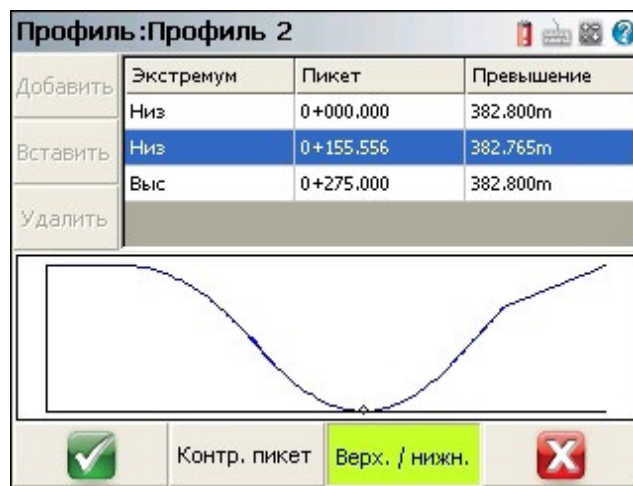 Профиль:Профиль 2
Добавить
Вставить
Удалить
Экстремум Пикет Превышение
Низ 0+000.000 382.800m
Низ 0+155.556 382.765m
Выс 0+275.000 382.800m
Контр. пикет Верх. / нижн.